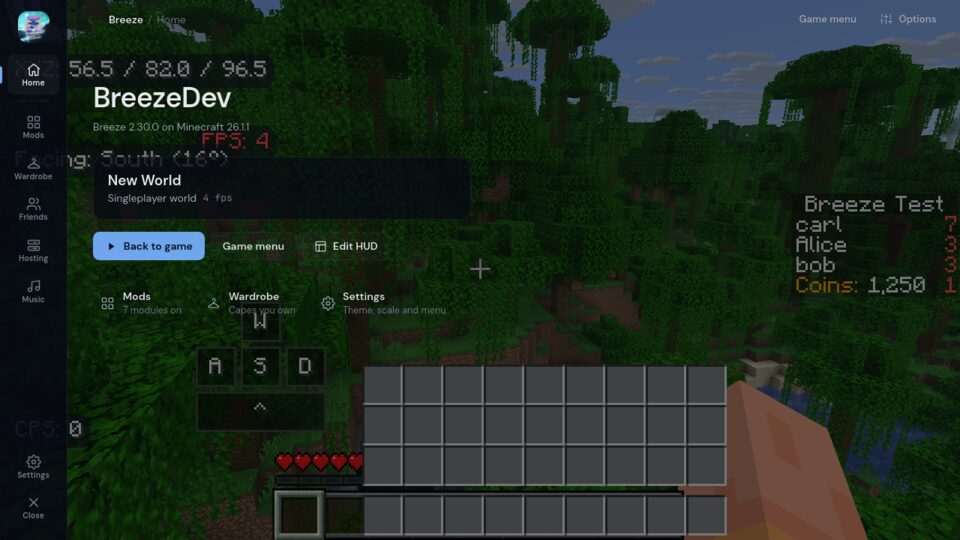 Breeze / Home
Game menu
Options
XYZ: 56.5 / 82.0 / 96.5
Home
BreezeDev
Breeze 2.30.0 on Minecraft 26.1.1
Mods
FPS: 4
Facing: South (16°)
Wardrobe
New World
Singleplayer world 4 fps
Friends
Breeze Test
carl 7
Alice 3
bob 3
Coins: 1,250 1
Back to game
Game menu
Edit HUD
Hosting
Music
Mods
7 modules on
Wardrobe
Capes you own
Settings
Theme, scale and menu
W
A S D
^
CPS: 0
Settings
Close